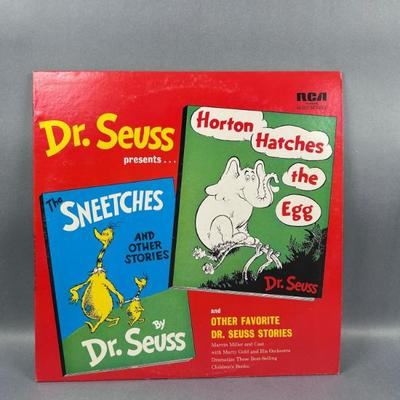 RCA
Dr. Seuss
presents...
The
SNEETCHES
AND
OTHER
STORIES
By
Dr. Seuss
Horton
Hatches
the
Egg
Dr. Seuss
and
OTHER FAVORITE
DR. SEUSS STORIES
Marvin Miller and Cast
with Marty Gold and His Orchestra
Dramatize These Best-Selling
Children's Books.